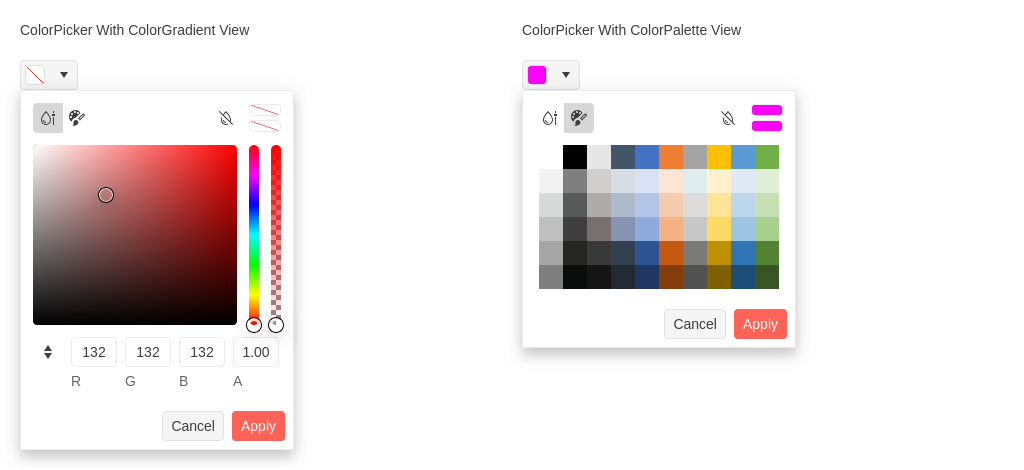 ColorPicker With ColorGradient View
132 132 132 1.00
R G B A
Cancel Apply
ColorPicker With ColorPalette View
Cancel Apply